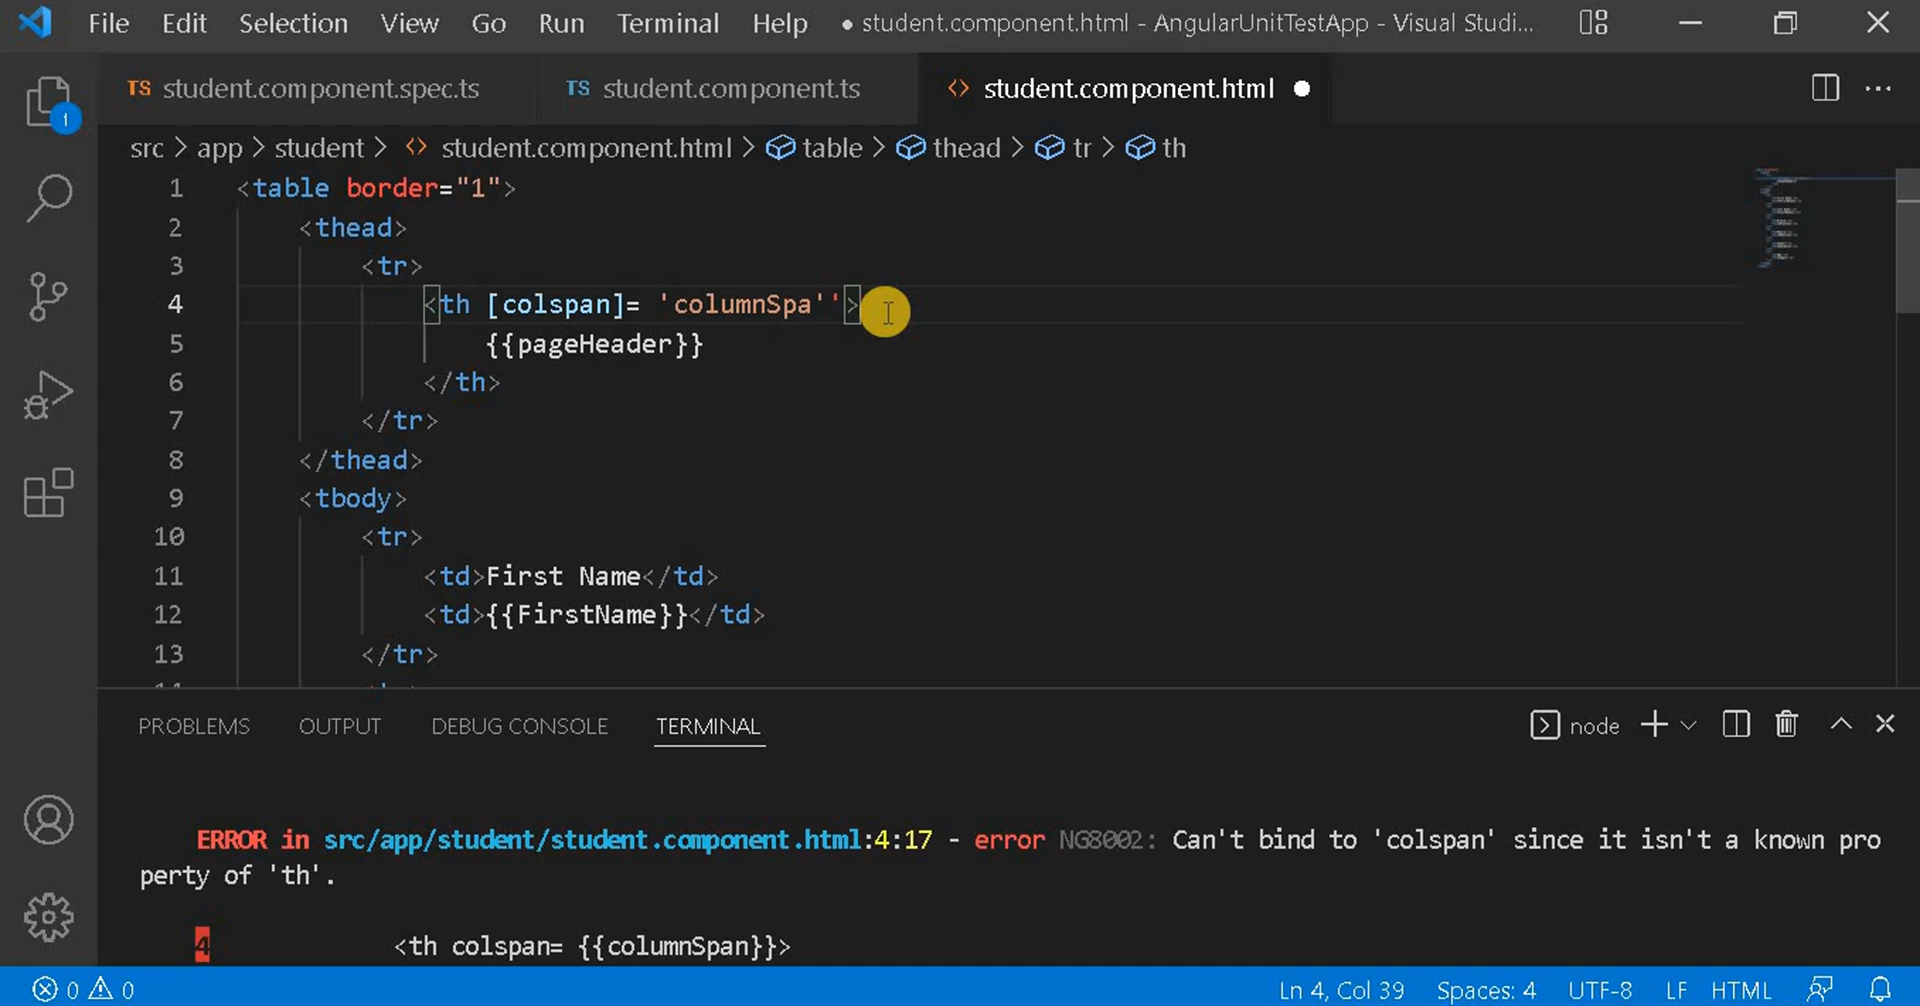 File Edit Selection View Go Run Terminal Help ● student.component.html - AngularUnitTestApp - Visual Studi...
TS student.component.spec.ts TS student.component.ts <> student.component.html ●
1
src > app > student > <> student.component.html > table > thead > tr > th
1 <table border="1">
2 <thead>
3 <tr>
4 <th [colspan]= 'columnSpa''>
5 {{pageHeader}}
6 </th>
7 </tr>
8 </thead>
9 <tbody>
10 <tr>
11 <td>First Name</td>
12 <td>{{FirstName}}</td>
13 </tr>
PROBLEMS OUTPUT DEBUG CONSOLE TERMINAL node
ERROR in src/app/student/student.component.html:4:17 - error NG8002: Can't bind to 'colspan' since it isn't a known pro
perty of 'th'.
4 <th colspan= {{columnSpan}}>
0 0 Ln 4, Col 39 Spaces: 4 UTF-8 LF HTML